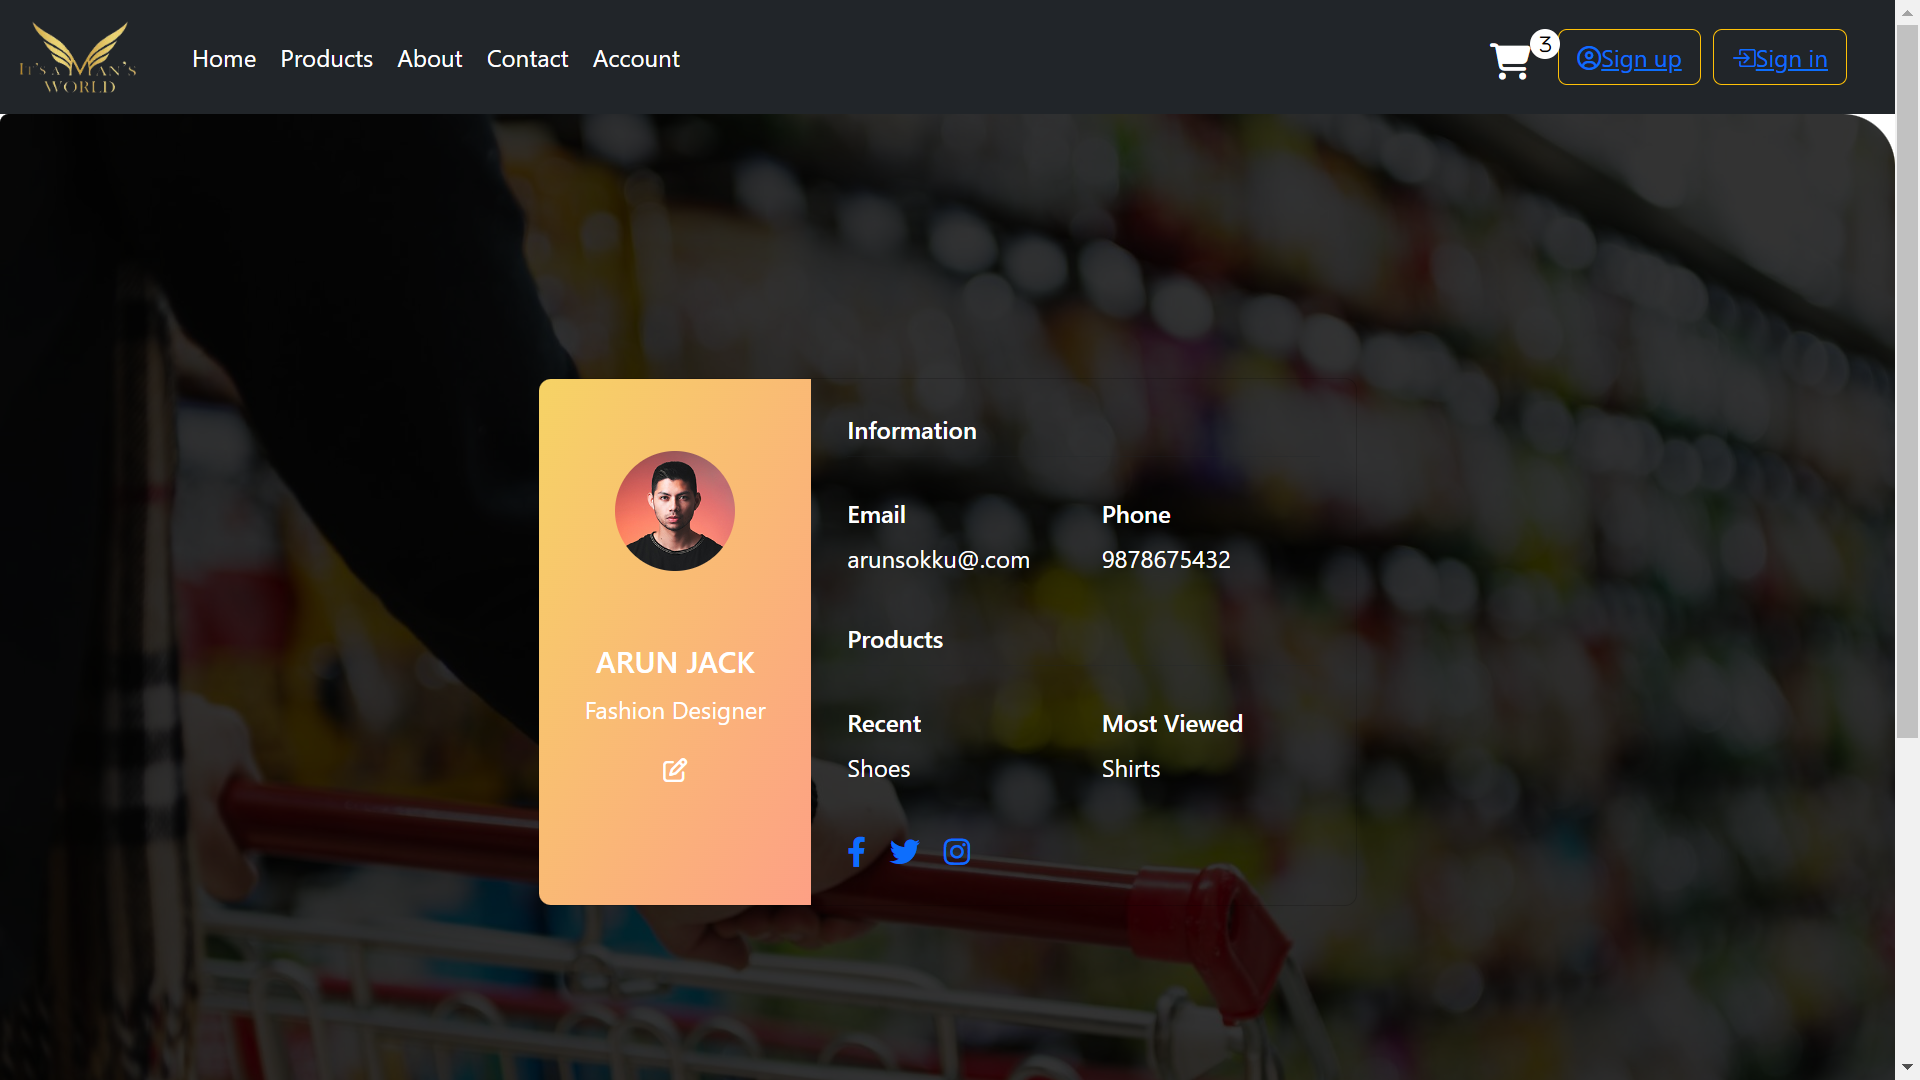 IT'S A MAN'S
WORLD
Home Products About Contact Account
3
Sign up
Sign in
Information
Email Phone
arunsokku@.com 9878675432
Products
Recent Most Viewed
Shoes Shirts
ARUN JACK
Fashion Designer